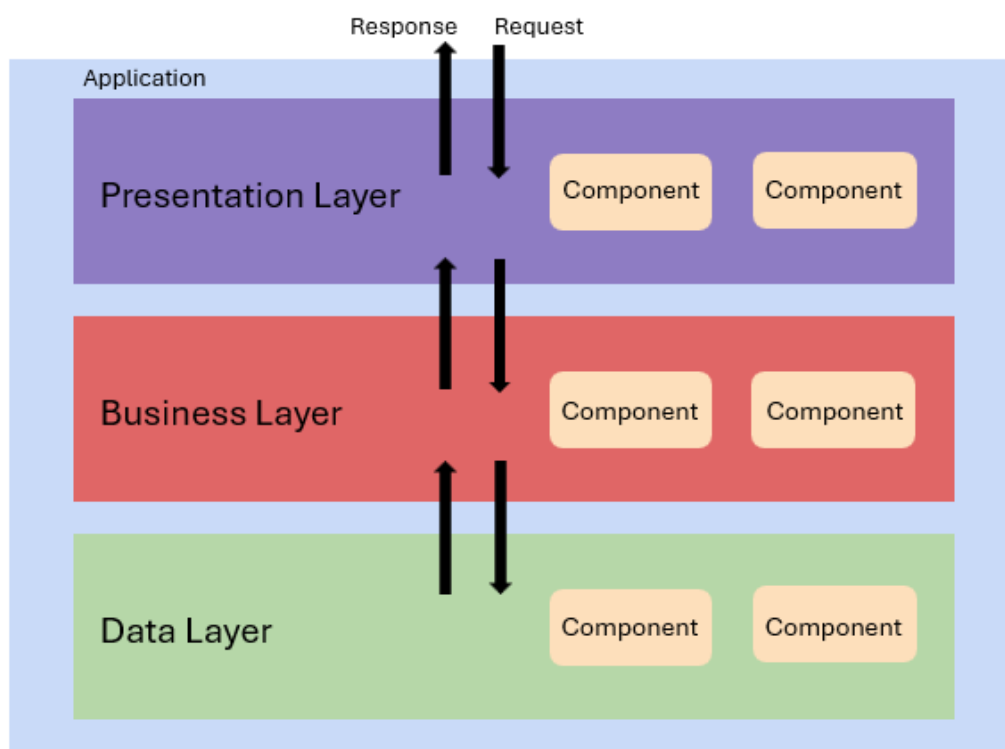 Response Request
Application
Presentation Layer
Component Component
Business Layer
Component Component
Data Layer
Component Component